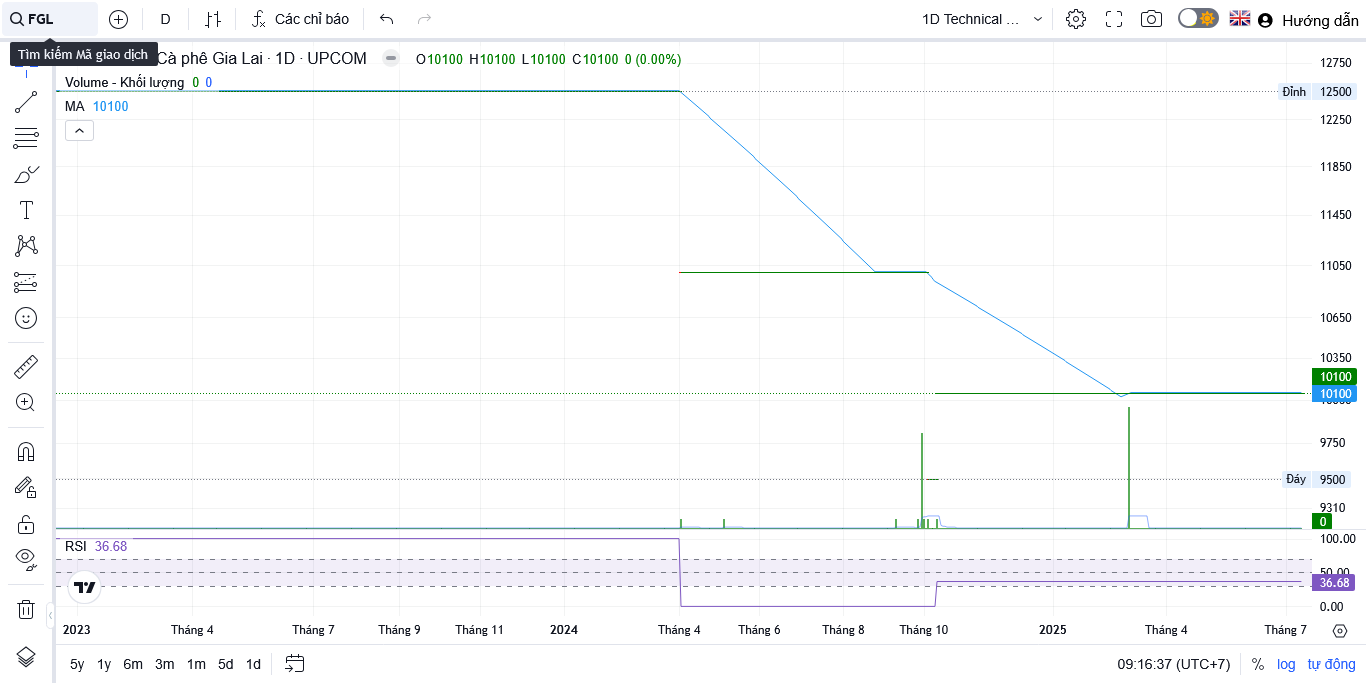 FGL
D
Các chỉ báo
1D Technical ...
Hướng dẫn
Tìm kiếm Mã giao dịch
Cà phê Gia Lai · 1D · UPCOM
O10100 H10100 L10100 C10100 0 (0.00%)
Volume - Khối lượng 0 0
MA 10100
12750
Đỉnh 12500
12250
11850
11450
11050
10650
10350
10100
10100
9750
Đáy 9500
9310
0
RSI 36.68
100.00
50.00
36.68
0.00
2023 Tháng 4 Tháng 7 Tháng 9 Tháng 11 2024 Tháng 4 Tháng 6 Tháng 8 Tháng 10 2025 Tháng 4 Tháng 7
5y 1y 6m 3m 1m 5d 1d
09:16:37 (UTC+7) % log tự động